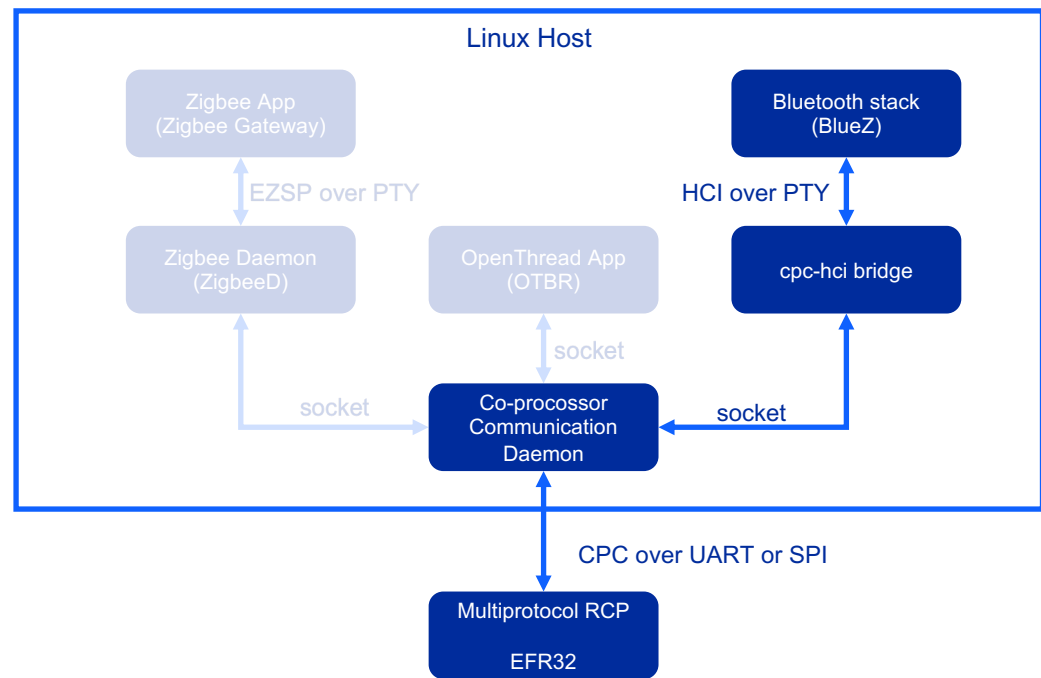 Linux Host
Zigbee App
(Zigbee Gateway)
Bluetooth stack
(BlueZ)
EZSP over PTY
HCI over PTY
Zigbee Daemon
(ZigbeeD)
OpenThread App
(OTBR)
cpc-hci bridge
socket
socket
socket
Co-procossor
Communication
Daemon
CPC over UART or SPI
Multiprotocol RCP
EFR32